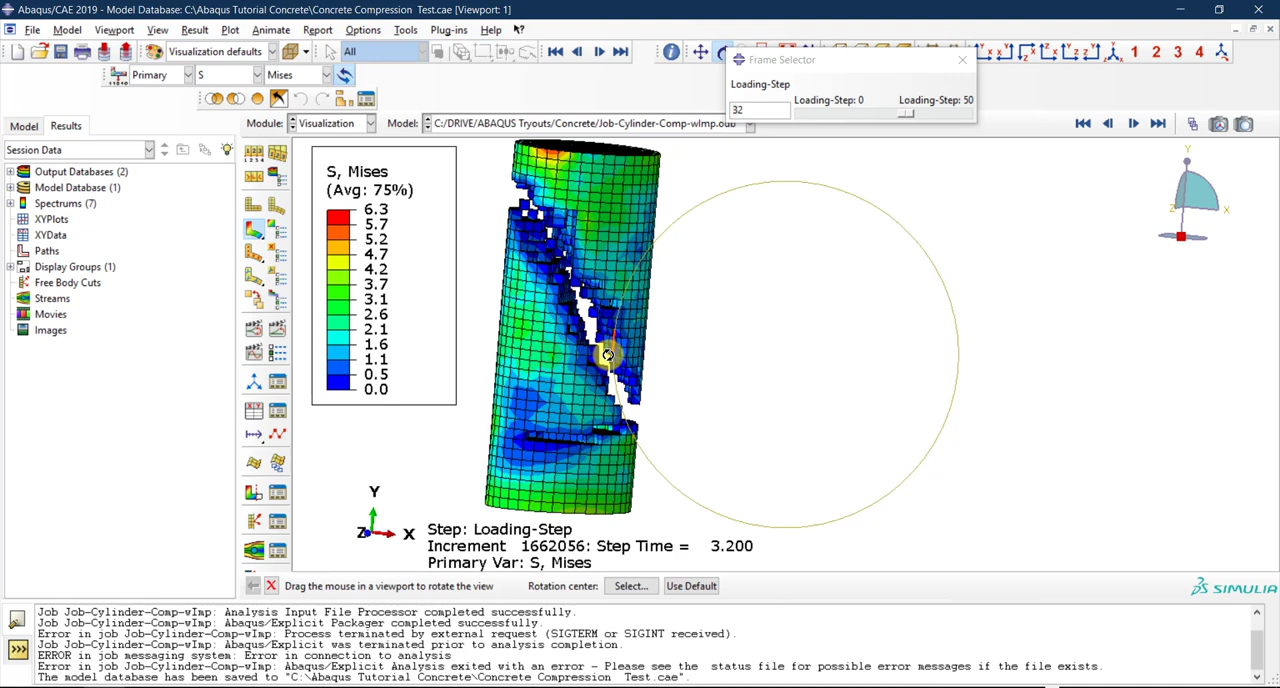 Abaqus/CAE 2019 - Model Database: C:\Abaqus Tutorial Concrete\Concrete Compression Test.cae [Viewport: 1]
File Model Viewport View Result Plot Animate Report Options Tools Plug-ins Help
Visualization defaults All 1 2 3 4
Primary S Mises
Frame Selector
Loading-Step
Loading-Step: 0 Loading-Step: 50
32
Model Results
Module: Visualization Model: C:/DRIVE/ABAQUS Tryouts/Concrete/Job-Cylinder-Comp-wImp.odb
Session Data
Output Databases (2)
Model Database (1)
Spectrums (7)
XYPlots
XYData
Paths
Display Groups (1)
Free Body Cuts
Streams
Movies
Images
S, Mises
(Avg: 75%)
6.3
5.7
5.2
4.7
4.2
3.7
3.1
2.6
2.1
1.6
1.1
0.5
0.0
Y
Z X
Y
Z X
Step: Loading-Step
Increment 1662056: Step Time = 3.200
Primary Var: S, Mises
Drag the mouse in a viewport to rotate the view Rotation center: Select... Use Default
SIMULIA
Job Job-Cylinder-Comp-wImp: Analysis Input File Processor completed successfully.
Job Job-Cylinder-Comp-wImp: Abaqus/Explicit Packager completed successfully.
Error in job Job-Cylinder-Comp-wImp: Process terminated by external request (SIGTERM or SIGINT received).
Job Job-Cylinder-Comp-wImp: Abaqus/Explicit was terminated prior to analysis completion.
ERROR in job messaging system: Error in connection to analysis
Error in job Job-Cylinder-Comp-wImp: Abaqus/Explicit Analysis exited with an error - Please see the status file for possible error messages if the file exists.
The model database has been saved to "C:\Abaqus Tutorial Concrete\Concrete Compression Test.cae".